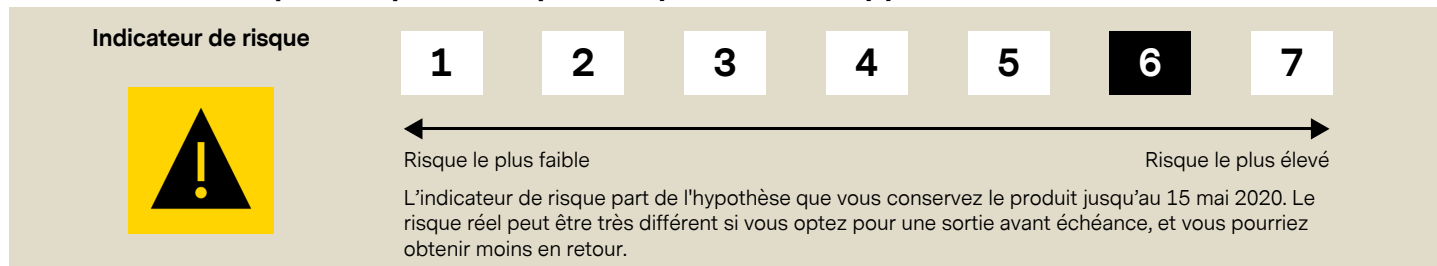 Indicateur de risque
1 2 3 4 5 6 7
Risque le plus faible Risque le plus élevé
L’indicateur de risque part de l'hypothèse que vous conservez le produit jusqu’au 15 mai 2020. Le
risque réel peut être très différent si vous optez pour une sortie avant échéance, et vous pourriez
obtenir moins en retour.